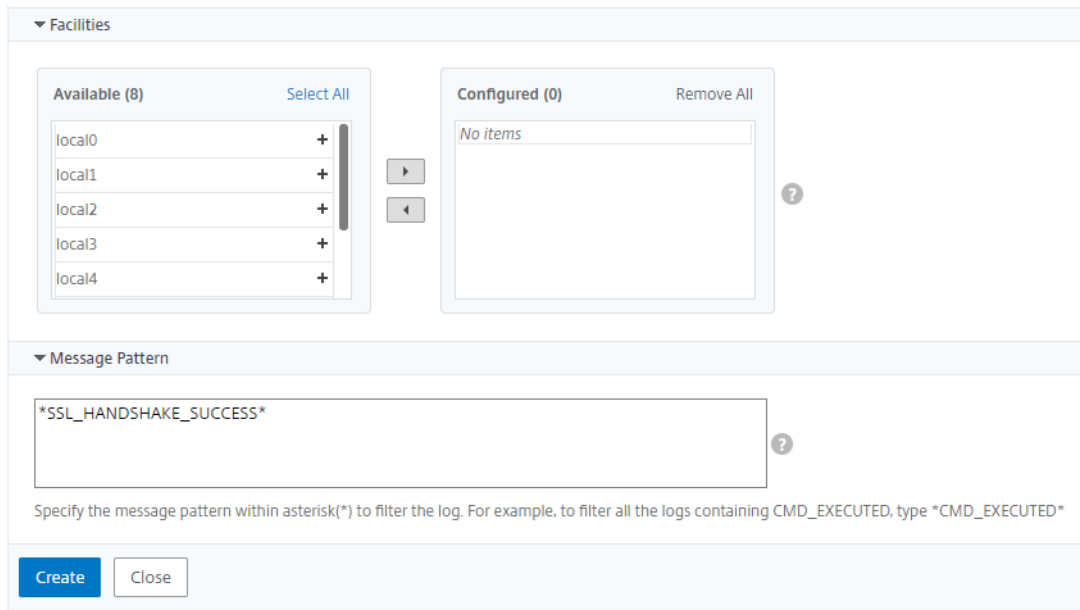 Facilities
Available (8) Select All
local0 +
local1 +
local2 +
local3 +
local4 +
Configured (0) Remove All
No items
?
Message Pattern
*SSL_HANDSHAKE_SUCCESS*
?
Specify the message pattern within asterisk(*) to filter the log. For example, to filter all the logs containing CMD_EXECUTED, type *CMD_EXECUTED*
Create Close